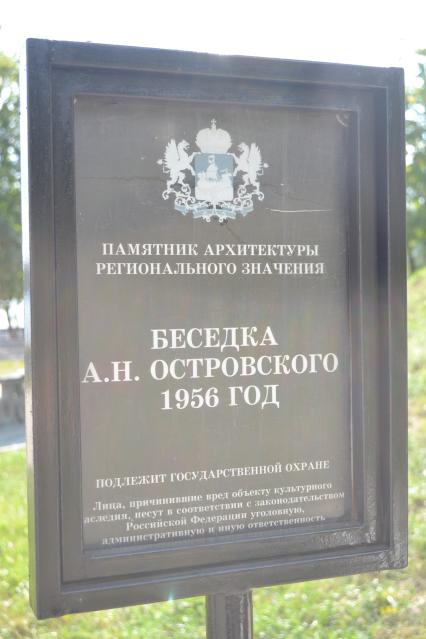 ПАМЯТНИК АРХИТЕКТУРЫ
РЕГИОНАЛЬНОГО ЗНАЧЕНИЯ
БЕСЕДКА
А.Н. ОСТРОВСКОГО
1956 ГОД
ПОДЛЕЖИТ ГОСУДАРСТВЕННОЙ ОХРАНЕ
Лица, причинившие вред объекту культурного
аследия, несут в соответствии с законодательством
Российской Федерации уголовную,
административную и иную ответственность